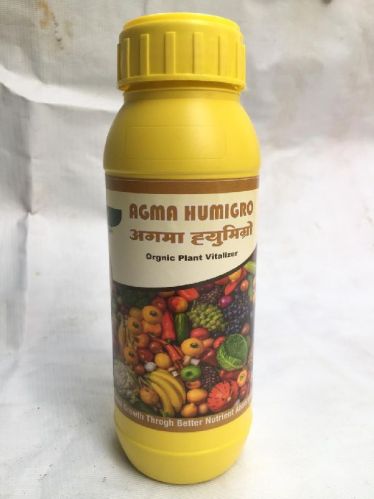 AGMA HUMIGRO
अगमा ह्युमिग्रो
Orgnic Plant Vitalizer
Growth Throgh Better Nutrient